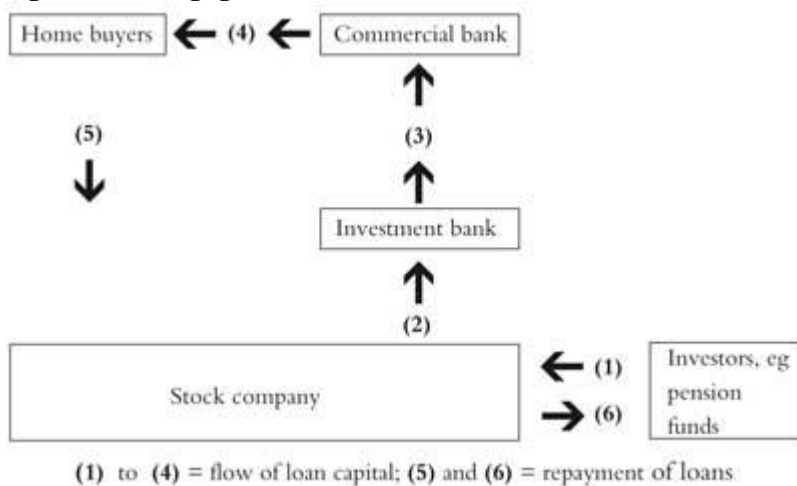 Home buyers
(4)
Commercial bank
(5)
(3)
Investment bank
(2)
Stock company
(1)
(6)
Investors, eg
pension
funds
(1) to (4) = flow of loan capital; (5) and (6) = repayment of loans